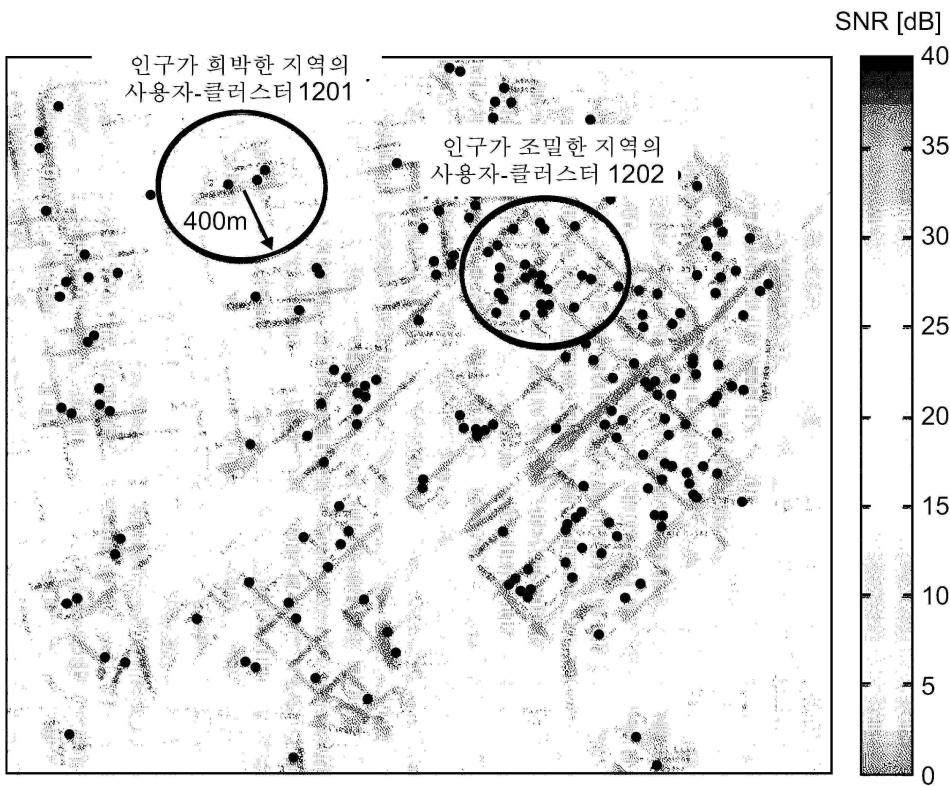 SNR [dB]
인구가 희박한 지역의
사용자-클러스터 1201
인구가 조밀한 지역의
사용자-클러스터 1202
400m
40
35
30
25
20
15
10
5
0